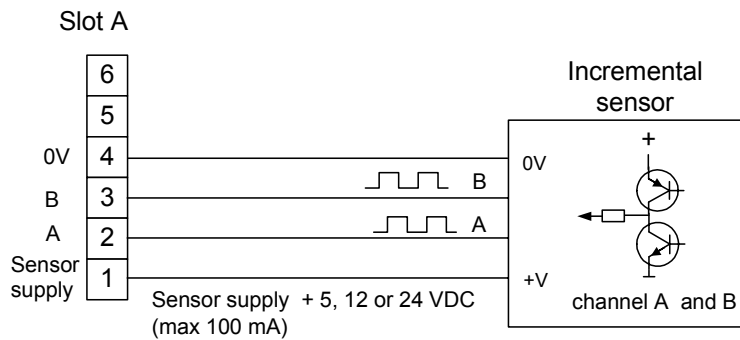 Slot A
6
5
4
3
2
1
0V
B
A
Sensor
supply
B
A
Sensor supply + 5, 12 or 24 VDC
(max 100 mA)
Incremental
sensor
0V
+V
+
channel A and B